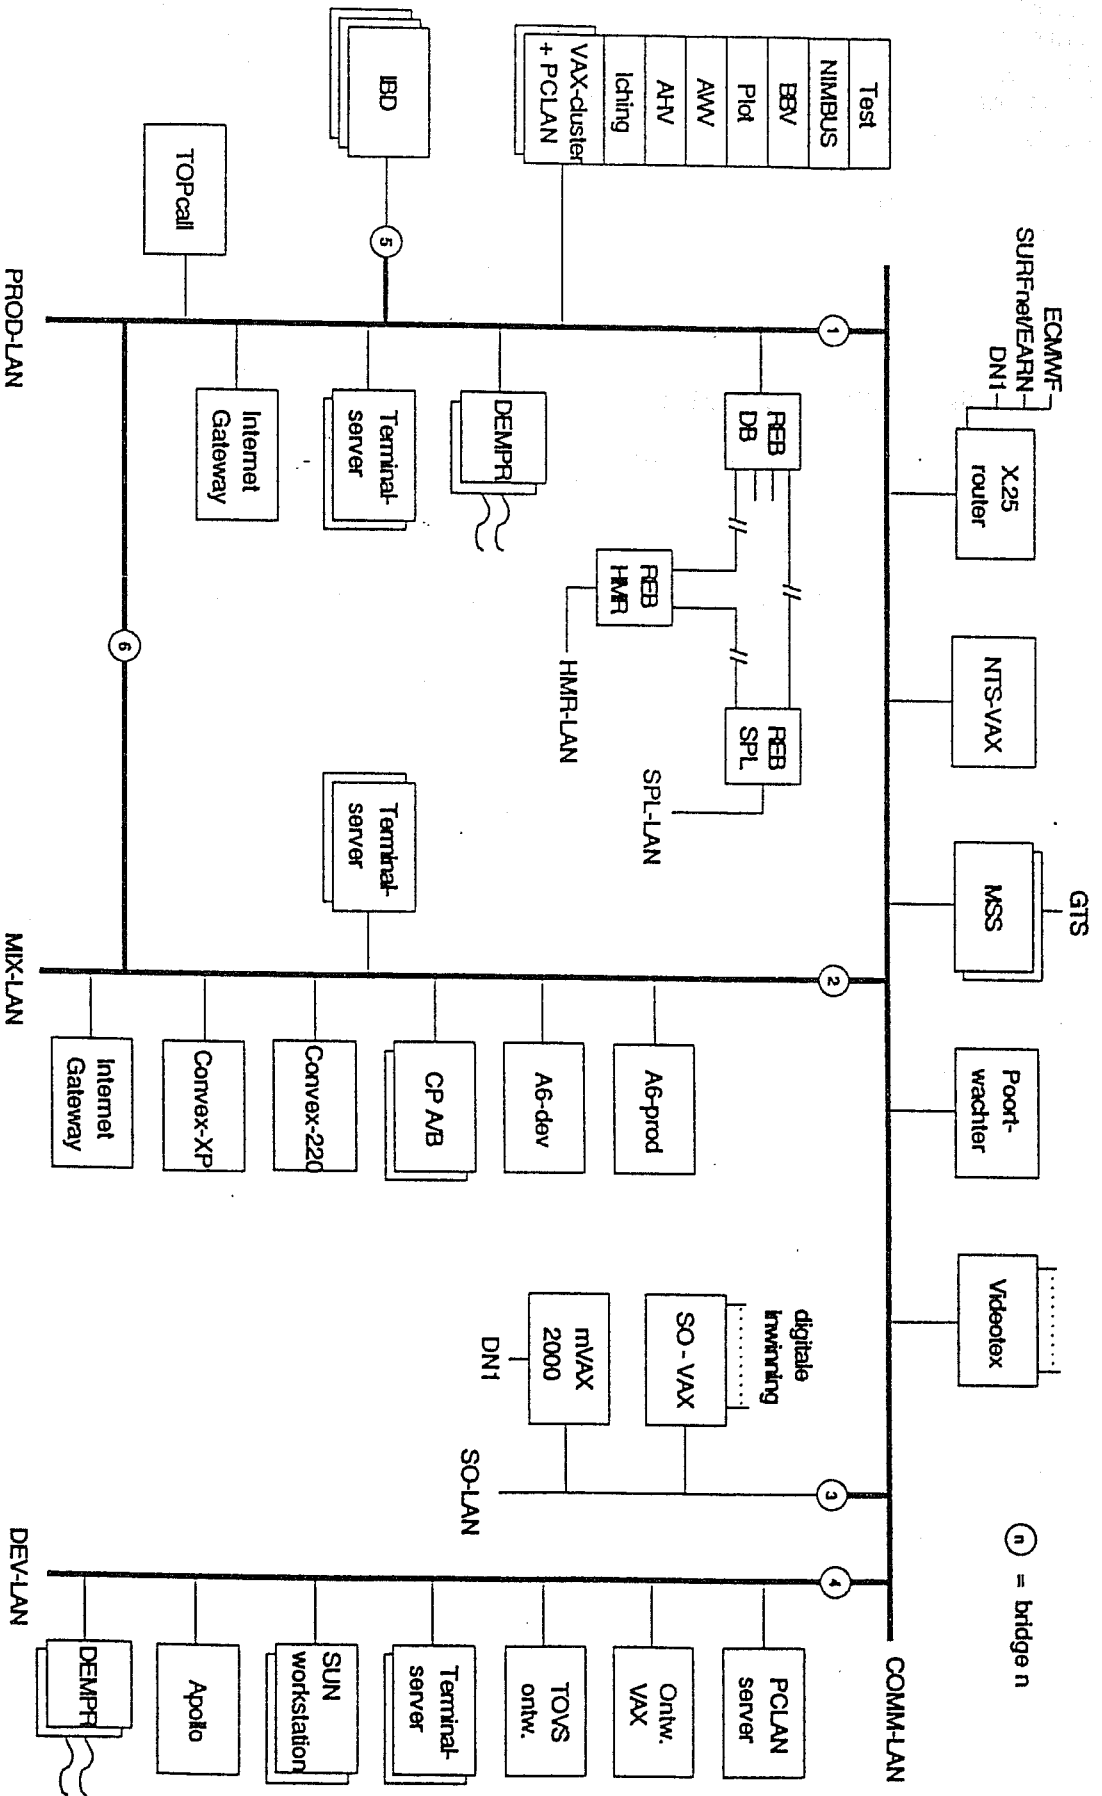 ECMWF
SURFnet/EARN
DN1
X.25
router
NTS-VAX
GTS
MSS
Poort-
wachter
Videotex
n = bridge n
COMM-LAN
Test
NIMBUS
BBV
Plot
AWV
AHV
Iching
VAX-cluster
+ PCLAN
IBD
5
TOPcall
PROD-LAN
1
REB
DB
REB
HMR
HMR-LAN
REB
SPL
SPL-LAN
DEMPR
Terminal-
server
Internet
Gateway
6
Terminal-
server
MIX-LAN
2
A6-prod
A6-dev
CP A/B
Convex-220
Convex-XP
Internet
Gateway
digitale
inwinning
SO - VAX
mVAX
2000
DN1
SO-LAN
3
4
PCLAN
server
Ontw.
VAX
TOVS
ontw.
Terminal-
server
SUN
workstation
Apollo
DEMPR
DEV-LAN